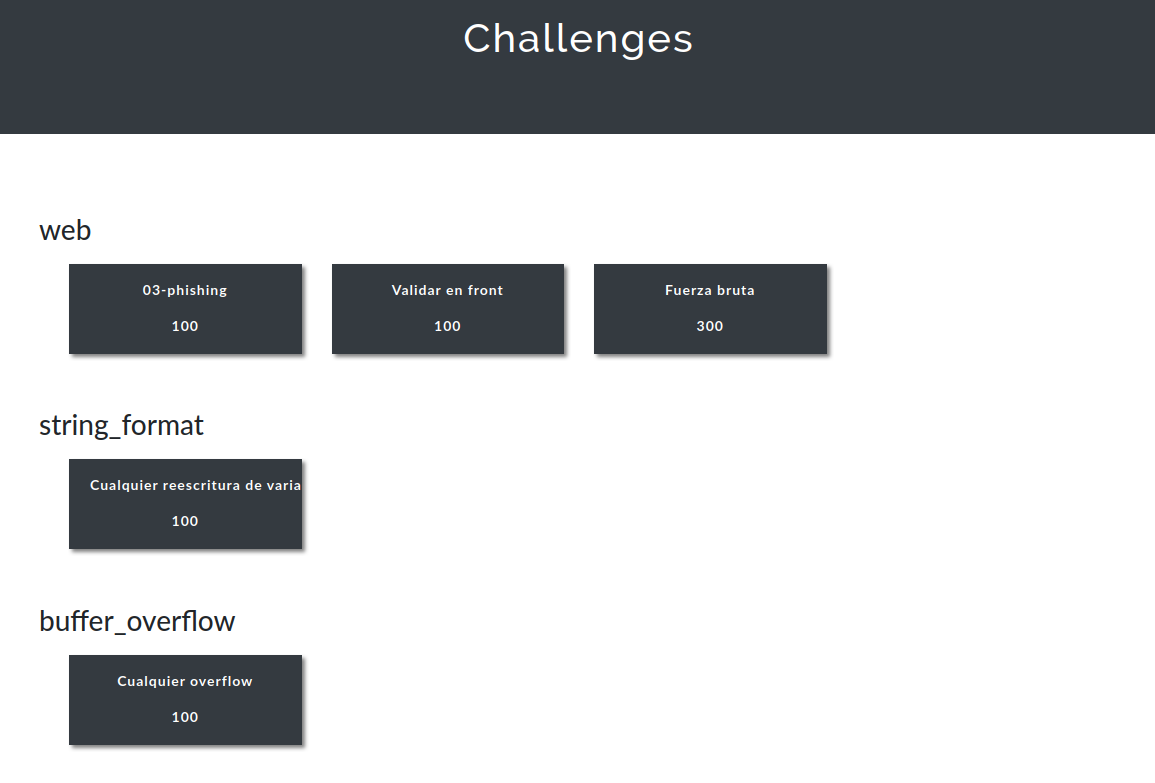 Challenges
web
03-phishing
100
Validar en front
100
Fuerza bruta
300
string_format
Cualquier reescritura de varia
100
buffer_overflow
Cualquier overflow
100